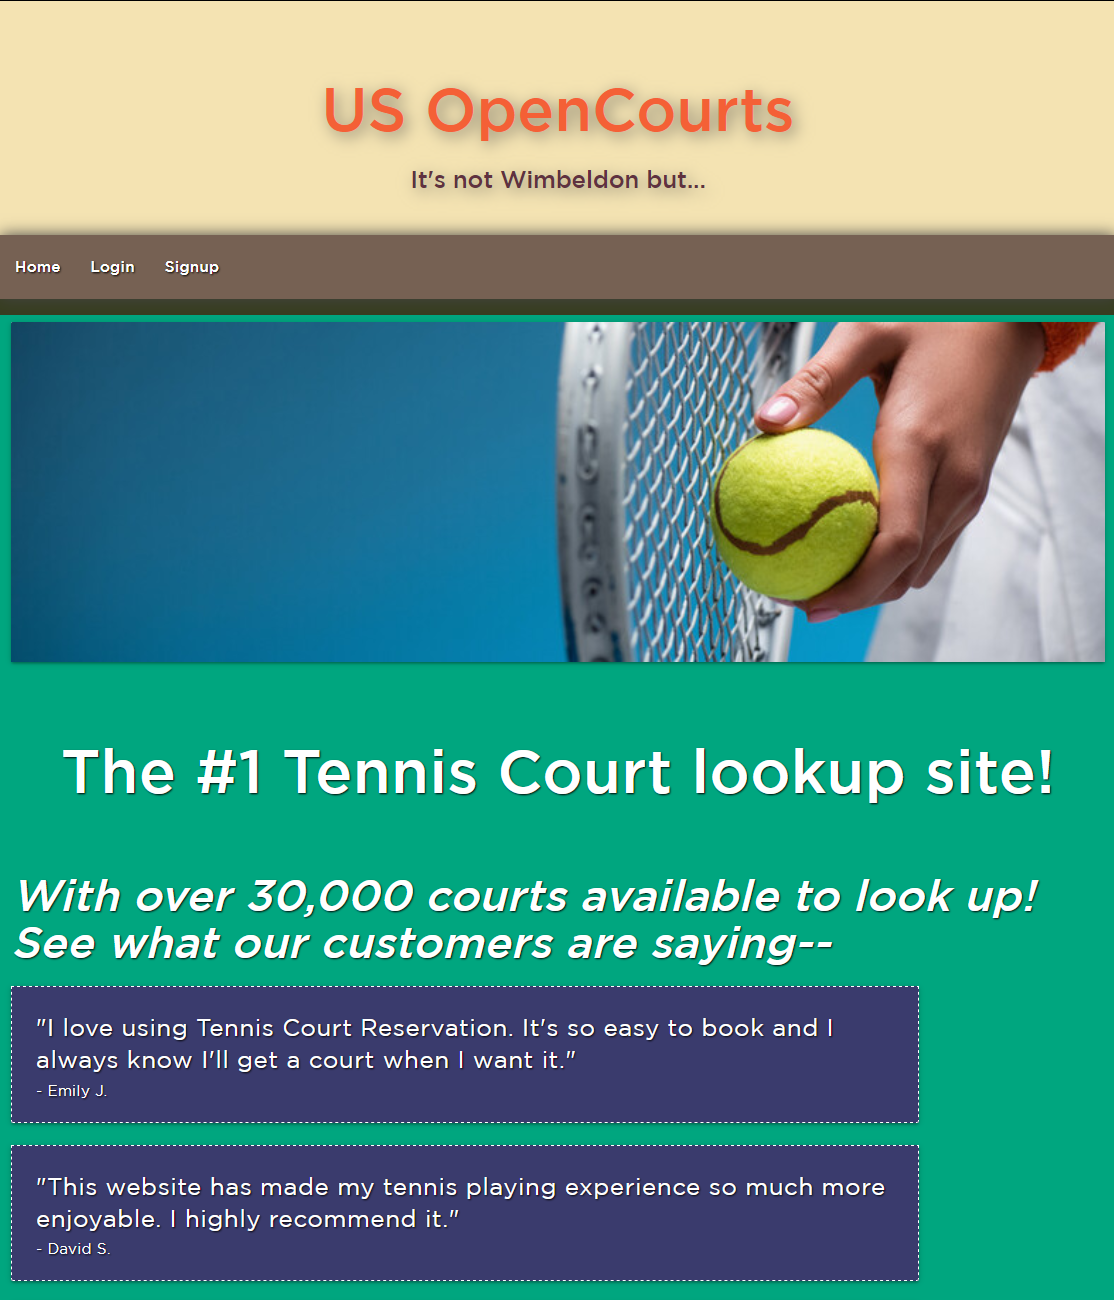 US OpenCourts
It's not Wimbeldon but...
Home Login Signup
The #1 Tennis Court lookup site!
With over 30,000 courts available to look up!
See what our customers are saying--
"I love using Tennis Court Reservation. It's so easy to book and I
always know I'll get a court when I want it."
- Emily J.
"This website has made my tennis playing experience so much more
enjoyable. I highly recommend it."
- David S.